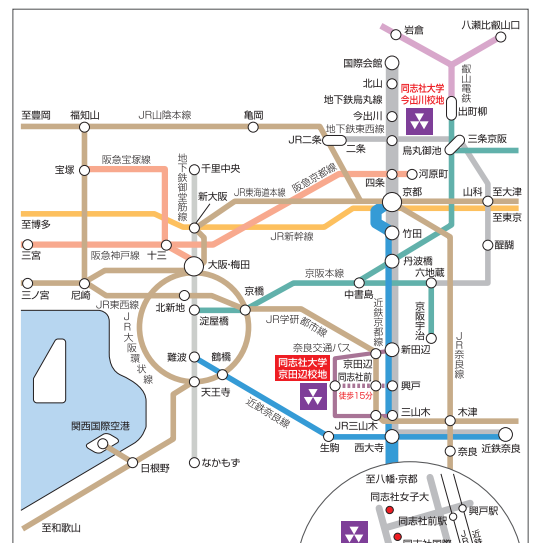 岩倉
八瀬比叡山口
国際会館
北山
地下鉄烏丸線
今出川
同志社大学
今出川校地
叡山電鉄
出町柳
至豊岡
福知山
JR山陰本線
亀岡
地下鉄東西線
JR二条
二条
烏丸御池
三条京阪
宝塚
阪急宝塚線
地下鉄御堂筋線
千里中央
阪急京都線
四条
河原町
新大阪
JR東海道本線
京都
山科
至大津
至東京
至博多
JR新幹線
竹田
醍醐
三宮
阪急神戸線
十三
大阪・梅田
丹波橋
三ノ宮
尼崎
京橋
京阪本線
中書島
六地蔵
JR東西線
北新地
淀屋橋
JR学研都市線
近鉄京都線
京阪宇治
JR大阪環状線
難波
鶴橋
奈良交通バス
新田辺
JR奈良線
同志社大学
京田辺校地
京田辺
同志社前
興戸
徒歩15分
天王寺
近鉄奈良線
三山木
JR三山木
木津
関西国際空港
生駒
西大寺
近鉄奈良
日根野
なかもず
奈良
至和歌山
至八幡・京都
同志社女子大
興戸駅
同志社前駅
同志社国際
JR
近鉄